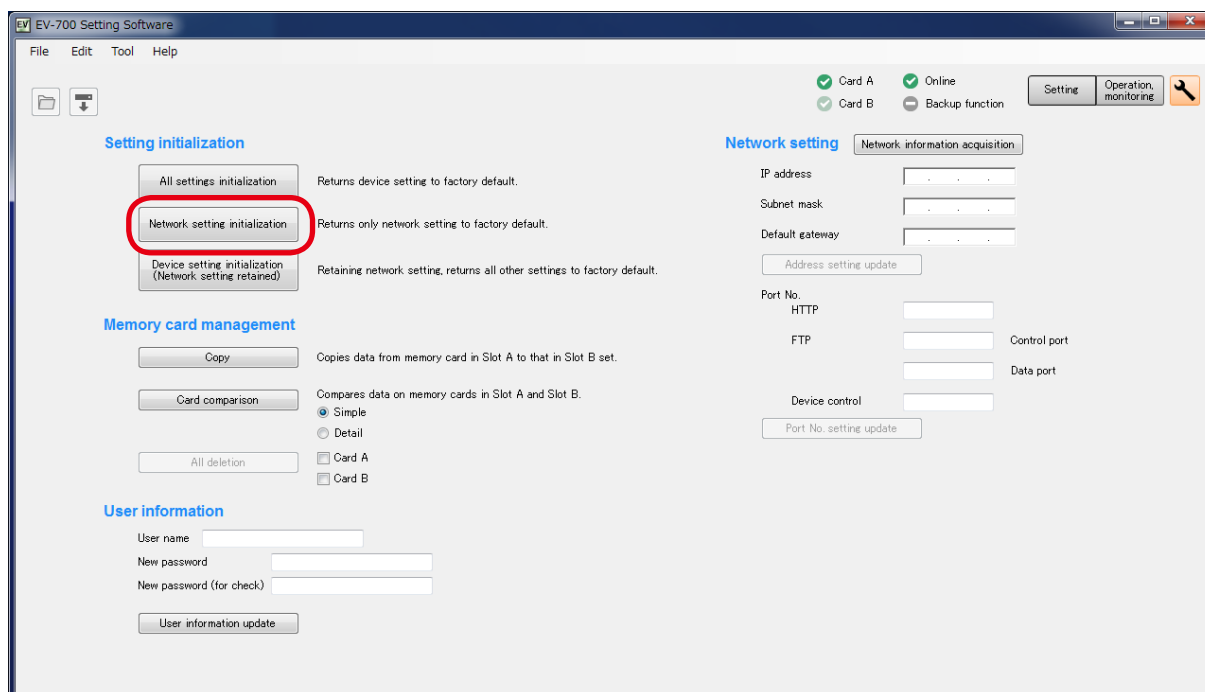 EV EV-700 Setting Software
File Edit Tool Help
Card A Online
Card B Backup function
Setting
Operation,
monitoring
Setting initialization
All settings initialization Returns device setting to factory default.
Network setting initialization Returns only network setting to factory default.
Device setting initialization
(Network setting retained)
Retaining network setting, returns all other settings to factory default.
Memory card management
Copy Copies data from memory card in Slot A to that in Slot B set.
Card comparison Compares data on memory cards in Slot A and Slot B.
Simple
Detail
All deletion Card A
Card B
User information
User name
New password
New password (for check)
User information update
Network setting Network information acquisition
IP address . . .
Subnet mask . . .
Default gateway . . .
Address setting update
Port No.
HTTP
FTP Control port
Data port
Device control
Port No. setting update